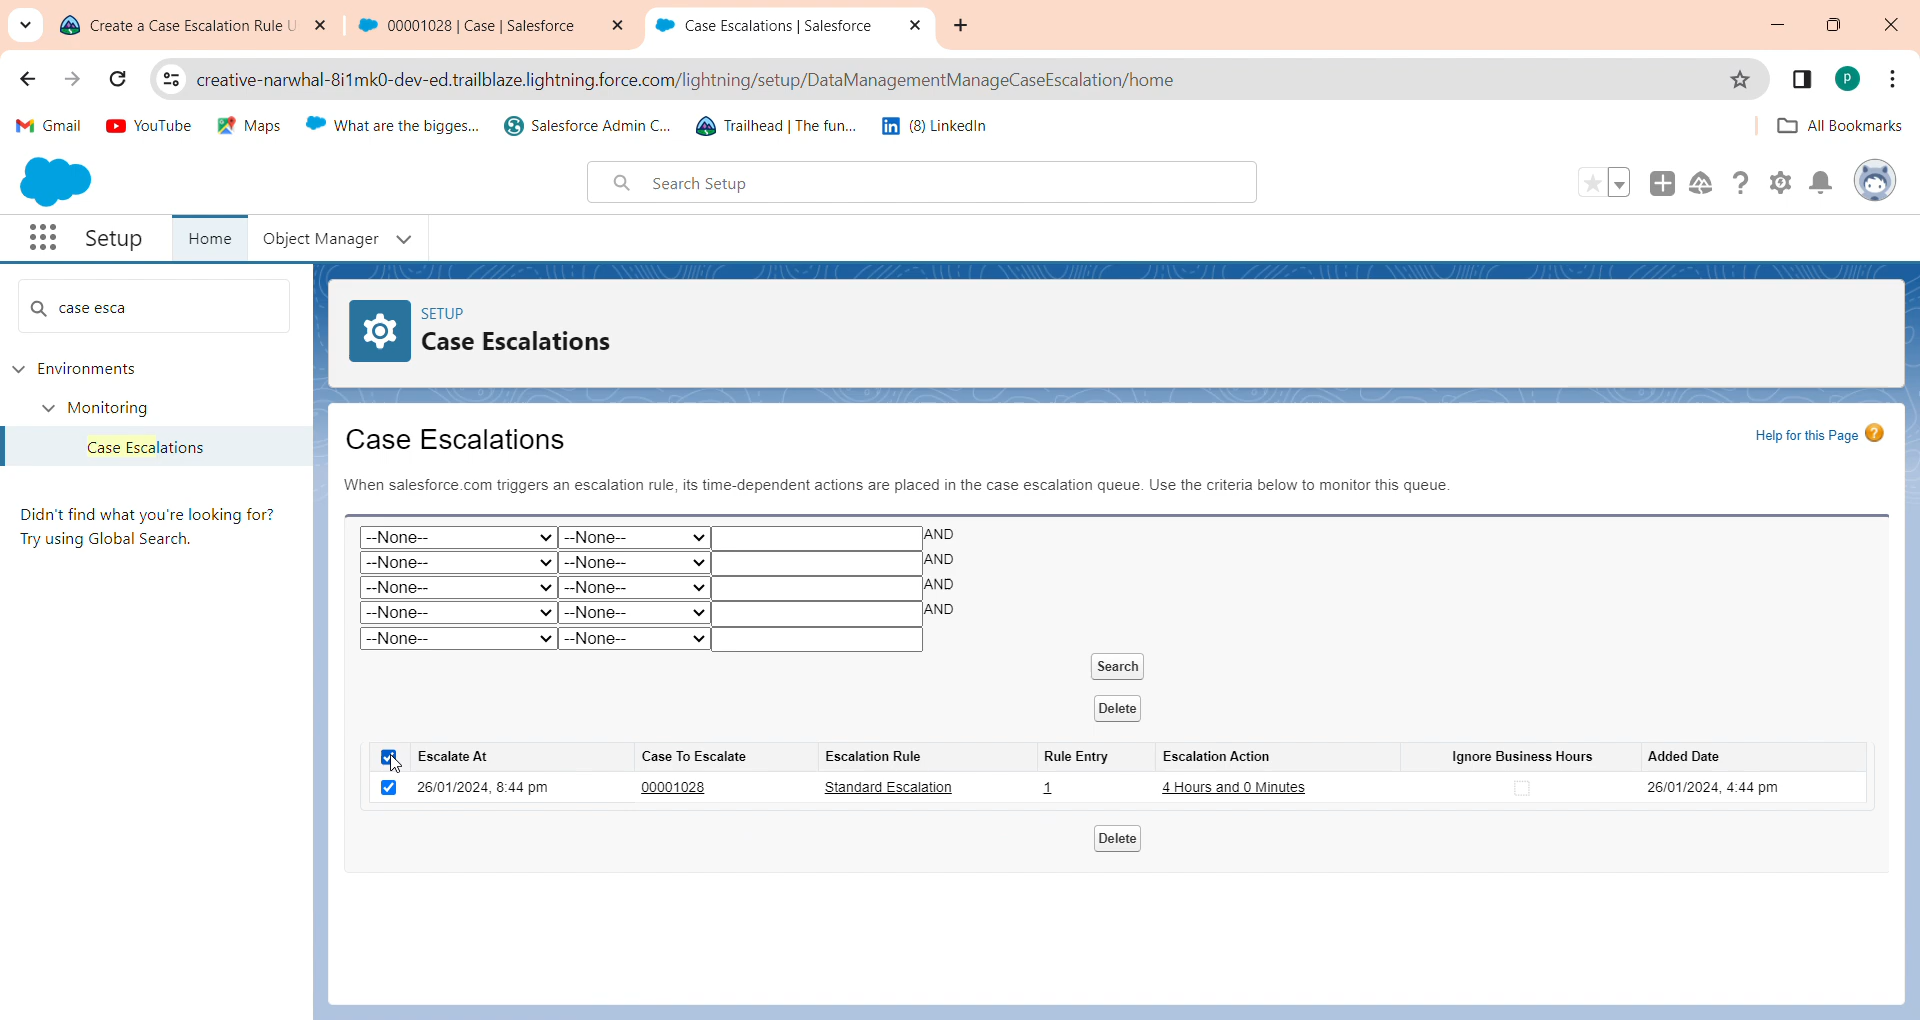 Create a Case Escalation Rule U
00001028 | Case | Salesforce
Case Escalations | Salesforce
creative-narwhal-8i1mk0-dev-ed.trailblaze.lightning.force.com/lightning/setup/DataManagementManageCaseEscalation/home
P
Gmail
YouTube
Maps
What are the bigges...
Salesforce Admin C...
Trailhead | The fun...
(8) LinkedIn
All Bookmarks
Search Setup
Setup
Home
Object Manager
case esca
Environments
Monitoring
Case Escalations
Didn't find what you're looking for?
Try using Global Search.
SETUP
Case Escalations
Case Escalations
Help for this Page
When salesforce.com triggers an escalation rule, its time-dependent actions are placed in the case escalation queue. Use the criteria below to monitor this queue.
--None-- --None-- AND
--None-- --None-- AND
--None-- --None-- AND
--None-- --None-- AND
--None-- --None--
Search
Delete
Escalate At Case To Escalate Escalation Rule Rule Entry Escalation Action Ignore Business Hours Added Date
26/01/2024, 8:44 pm 00001028 Standard Escalation 1 4 Hours and 0 Minutes 26/01/2024, 4:44 pm
Delete